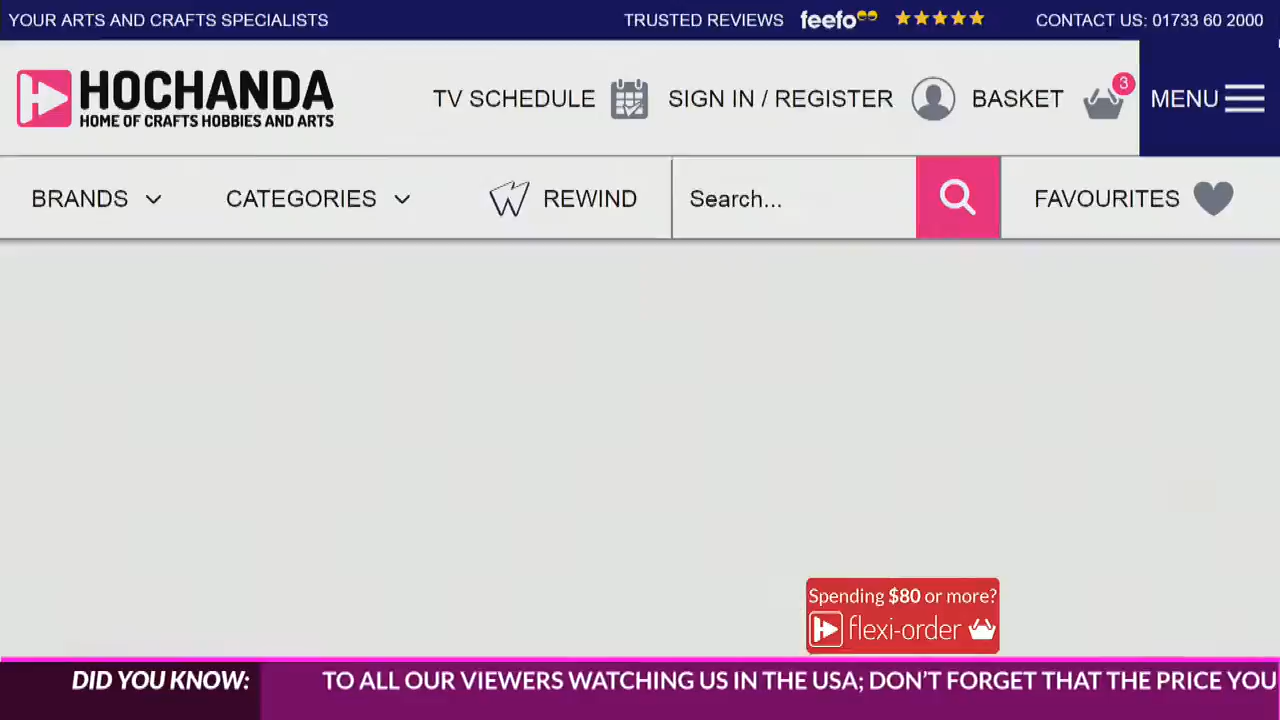 YOUR ARTS AND CRAFTS SPECIALISTS TRUSTED REVIEWS feefo CONTACT US: 01733 60 2000
HOCHANDA
HOME OF CRAFTS HOBBIES AND ARTS
TV SCHEDULE SIGN IN / REGISTER BASKET 3 MENU
BRANDS CATEGORIES REWIND Search... FAVOURITES
Spending $80 or more?
flexi-order
DID YOU KNOW: TO ALL OUR VIEWERS WATCHING US IN THE USA; DON'T FORGET THAT THE PRICE YOU